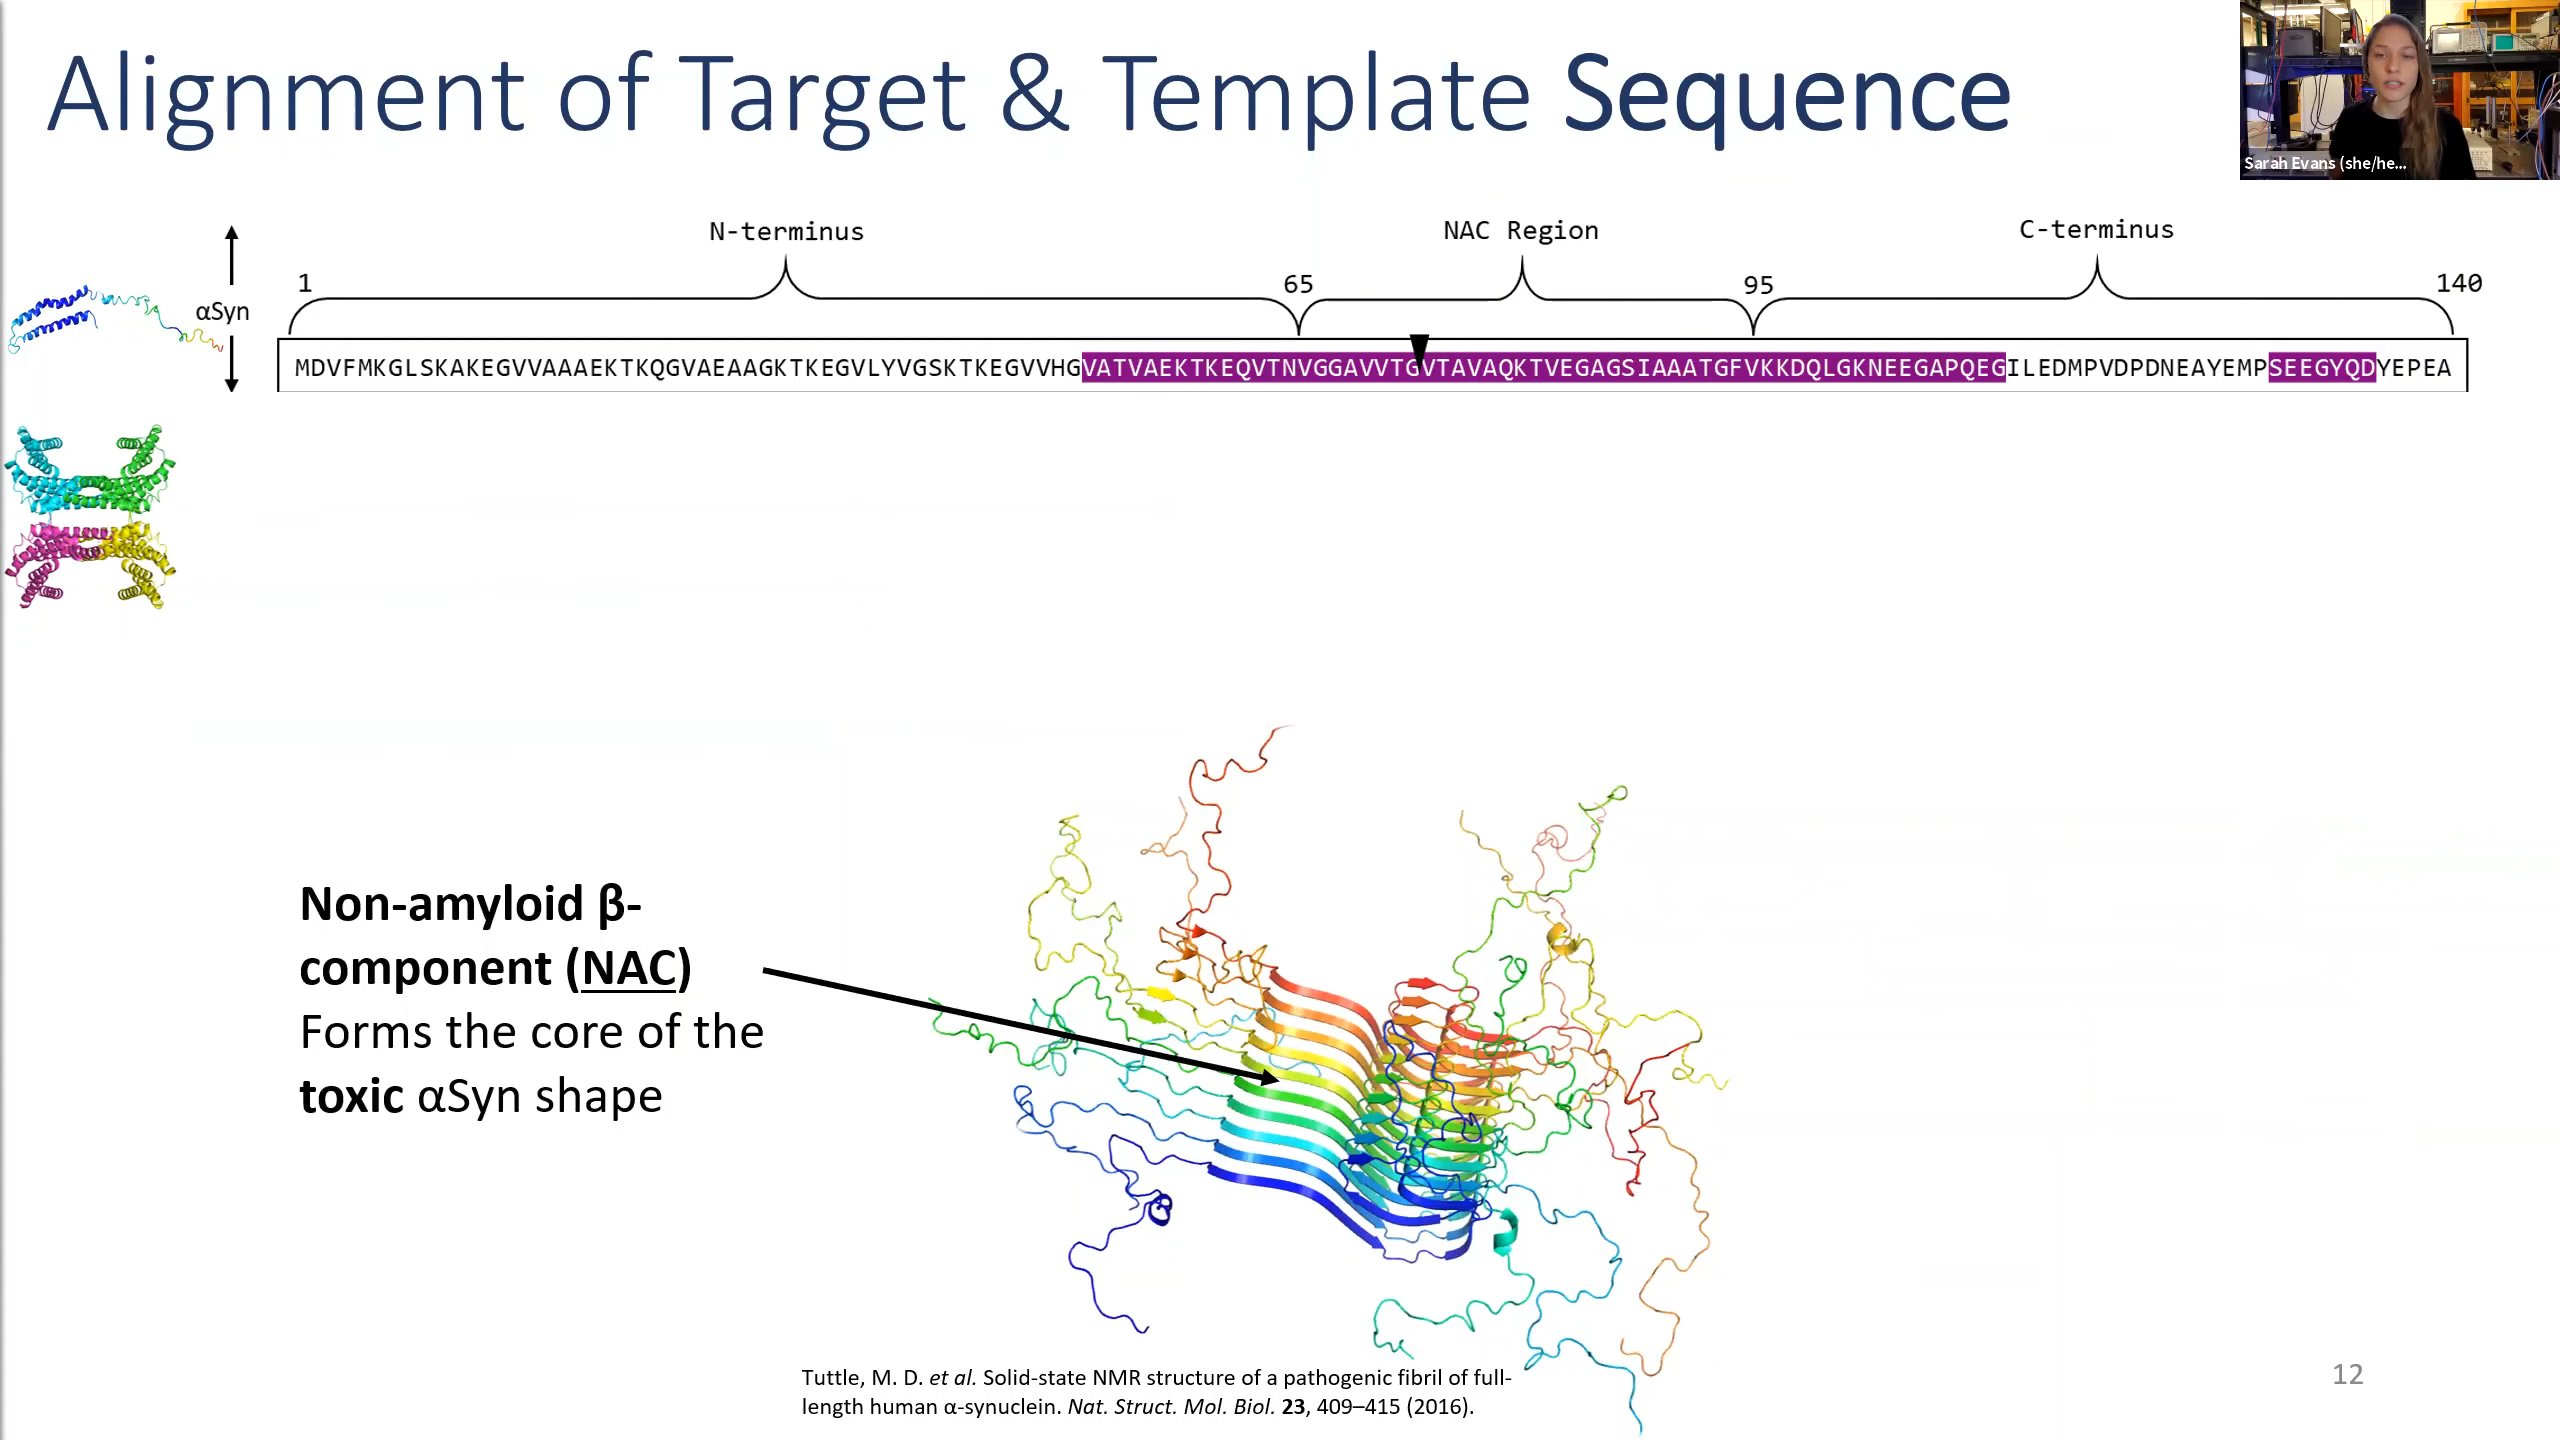 Alignment of Target & Template Sequence
Sarah Evans (she/he...
N-terminus
NAC Region
C-terminus
1
65
95
140
αSyn
MDVFMKGLSKAKEGVVAAAEKTKQGVAEAAGKTKEGVLYVGSKTKEGVVHGVATVAEKTKEQVTNVGGAVVTGVTAVAQKTVEGAGSIAAATGFVKKDQLGKNEEGAPQEGILEDMPVDPDNEAYEMPSEEGYQDYEPEA
Non-amyloid β-
component (NAC)
Forms the core of the
toxic αSyn shape
Tuttle, M. D. et al. Solid-state NMR structure of a pathogenic fibril of full-
length human α-synuclein. Nat. Struct. Mol. Biol. 23, 409–415 (2016).
12